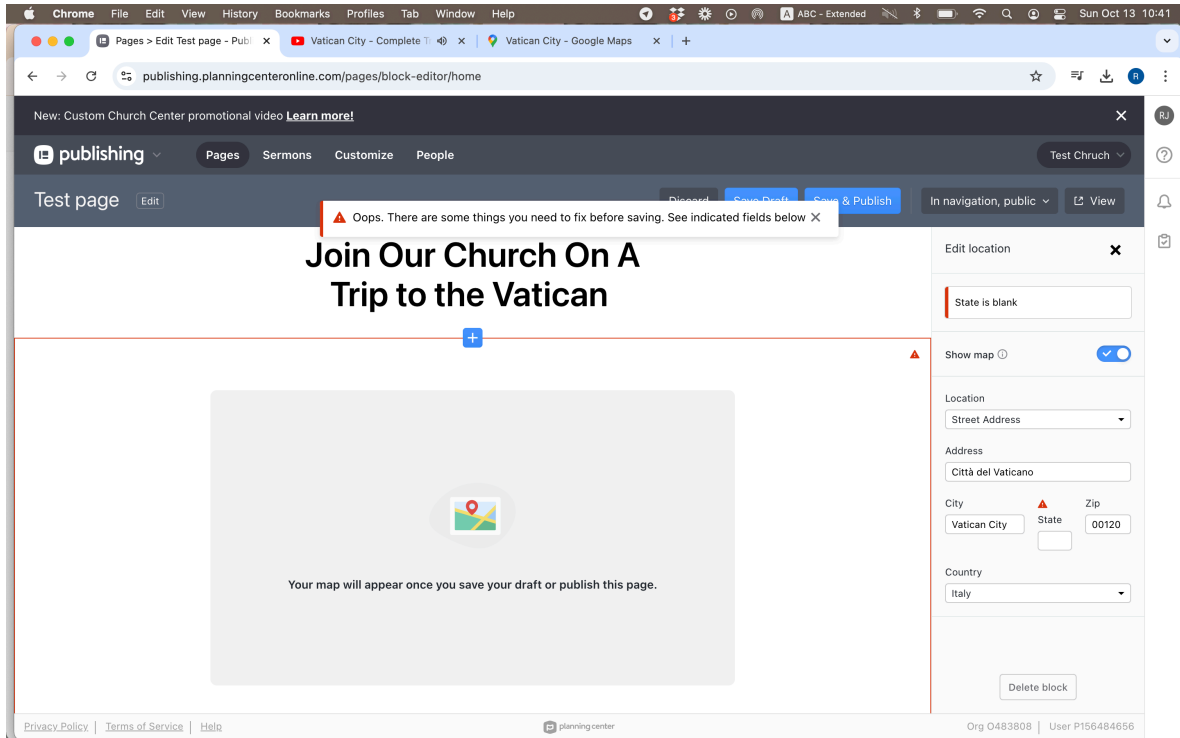 Chrome File Edit View History Bookmarks Profiles Tab Window Help A ABC - Extended Sun Oct 13 10:41
Pages > Edit Test page - Publ Vatican City - Complete T Vatican City - Google Maps
publishing.planningcenteronline.com/pages/block-editor/home R
New: Custom Church Center promotional video Learn more!
RJ
publishing Pages Sermons Customize People Test Chruch
Test page Edit Discard Save Draft Save & Publish In navigation, public View
Oops. There are some things you need to fix before saving. See indicated fields below
Join Our Church On A
Trip to the Vatican
Edit location
State is blank
Show map
Location
Street Address
Address
Città del Vaticano
City State Zip
Vatican City 00120
Country
Italy
Your map will appear once you save your draft or publish this page.
Delete block
Privacy Policy | Terms of Service | Help planning center Org O483808 | User P156484656